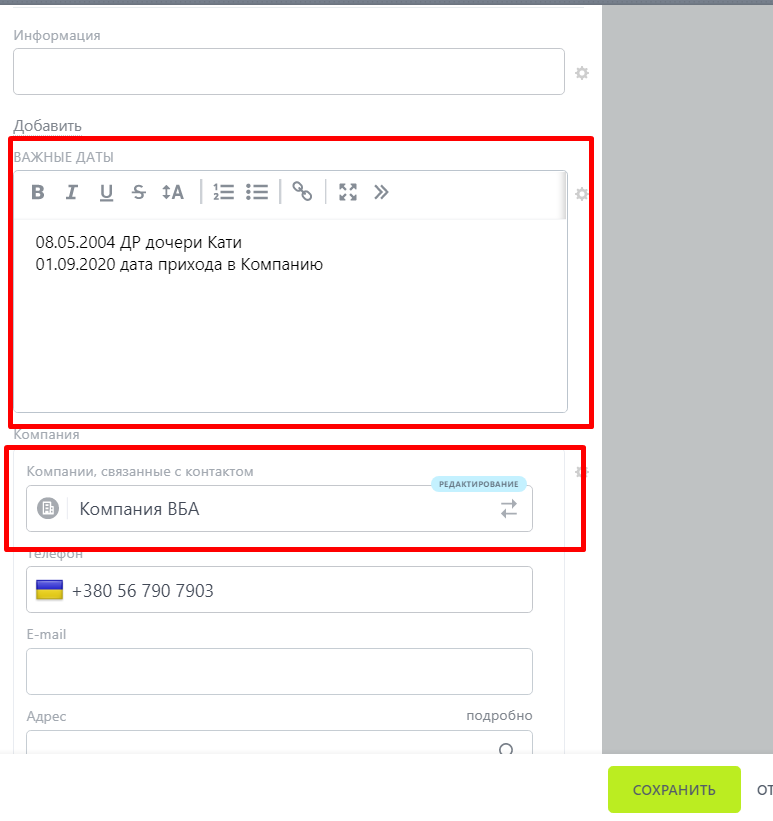 Информация
Добавить
ВАЖНЫЕ ДАТЫ
B I U S A
08.05.2004 ДР дочери Кати
01.09.2020 дата прихода в Компанию
Компания
Компании, связанные с контактом
РЕДАКТИРОВАНИЕ
Компания ВБА
Телефон
+380 56 790 7903
E-mail
Адрес подробно
СОХРАНИТЬ ОТ